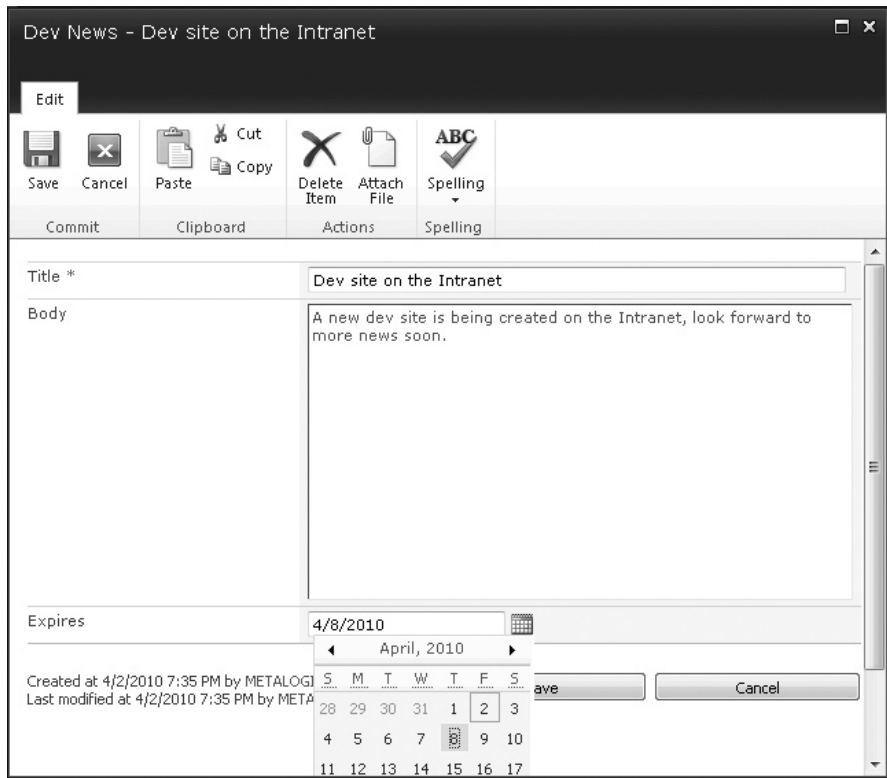 Dev News - Dev site on the Intranet
Edit
Save
Cancel
Paste
Cut
Copy
Delete Item
Attach File
ABC
Spelling
Commit
Clipboard
Actions
Spelling
Title *
Dev site on the Intranet
Body
A new dev site is being created on the Intranet, look forward to
more news soon.
Expires
4/8/2010
April, 2010
S M T W T F S
28 29 30 31 1 2 3
4 5 6 7 8 9 10
11 12 13 14 15 16 17
Created at 4/2/2010 7:35 PM by METALOGI
Last modified at 4/2/2010 7:35 PM by META
ave
Cancel